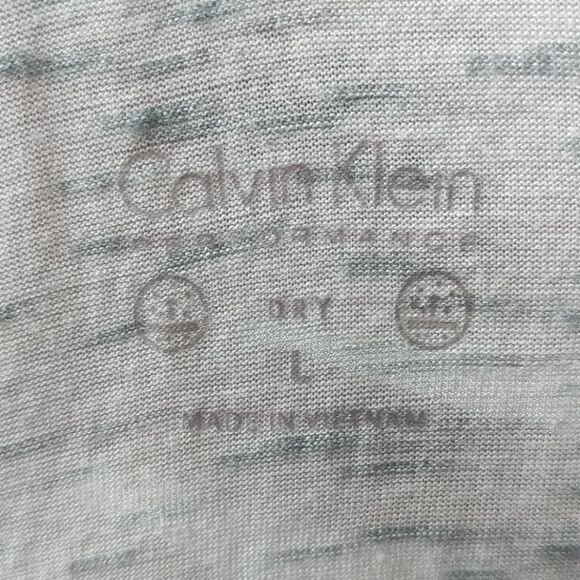 Calvin Klein
PERFORMANCE
DRY
L
MADE IN VIETNAM